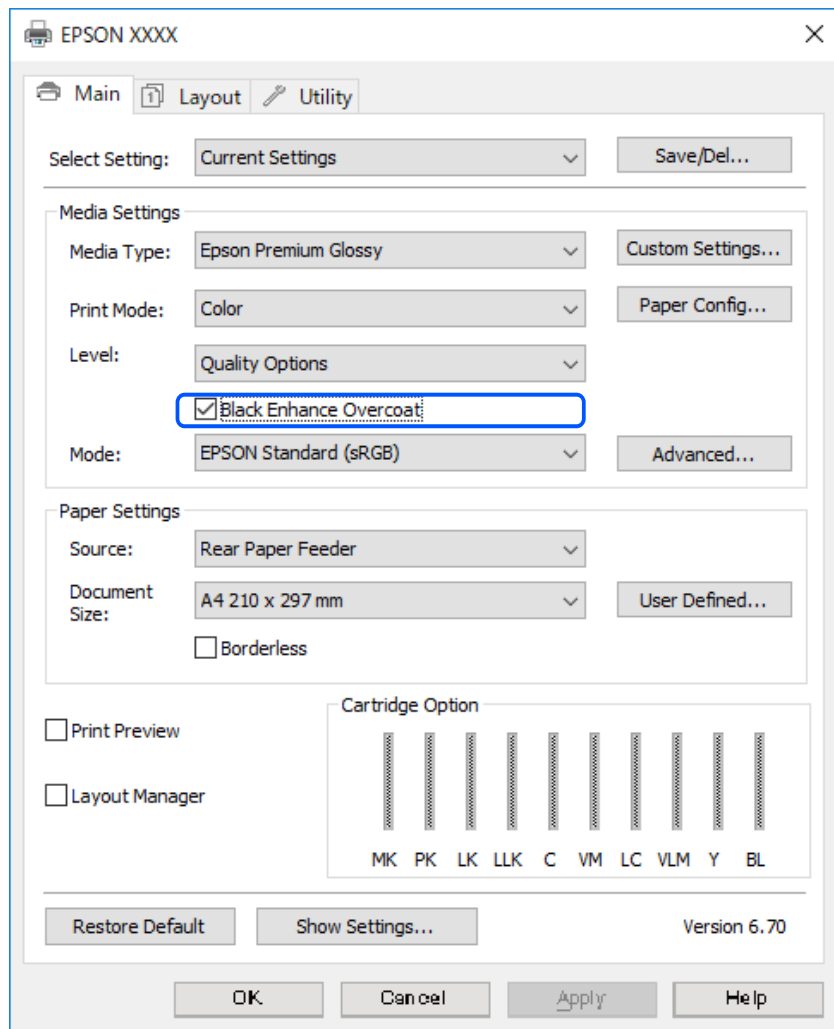 EPSON XXXX
Main 1 Layout Utility
Select Setting: Current Settings Save/Del...
Media Settings
Media Type: Epson Premium Glossy Custom Settings...
Print Mode: Color Paper Config...
Level: Quality Options
Black Enhance Overcoat
Mode: EPSON Standard (sRGB) Advanced...
Paper Settings
Source: Rear Paper Feeder
Document
Size: A4 210 x 297 mm User Defined...
Borderless
Cartridge Option
Print Preview
Layout Manager
MK PK LK LLK C VM LC VLM Y BL
Restore Default Show Settings... Version 6.70
OK Cancel Apply Help